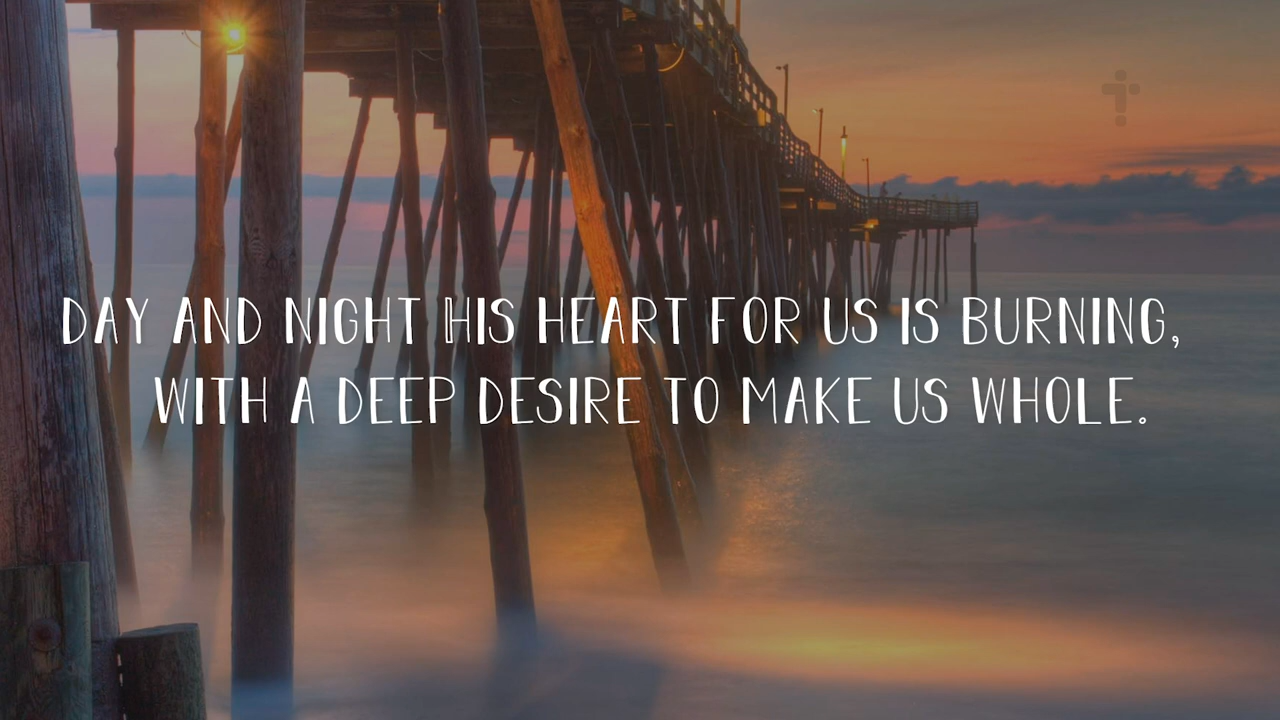 DAY AND NIGHT HIS HEART FOR US IS BURNING,
WITH A DEEP DESIRE TO MAKE US WHOLE.